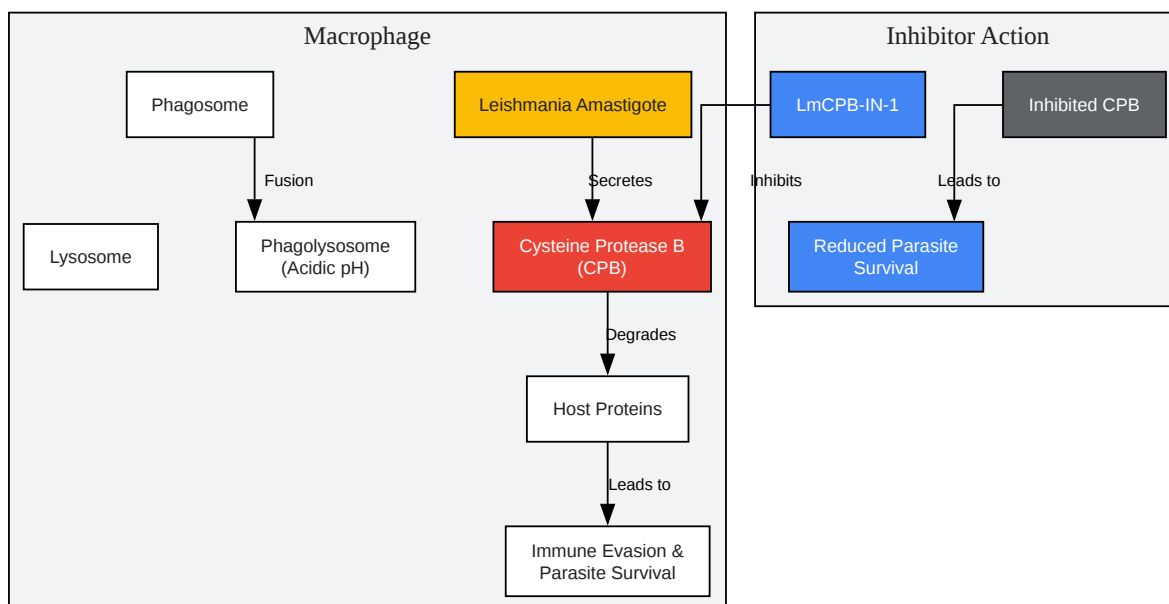 Macrophage
Inhibitor Action
Phagosome
Leishmania Amastigote
LmCPB-IN-1
Inhibited CPB
Fusion
Secretes
Inhibits
Leads to
Lysosome
Phagolysosome
(Acidic pH)
Cysteine Protease B
(CPB)
Reduced Parasite
Survival
Degrades
Host Proteins
Leads to
Immune Evasion &
Parasite Survival